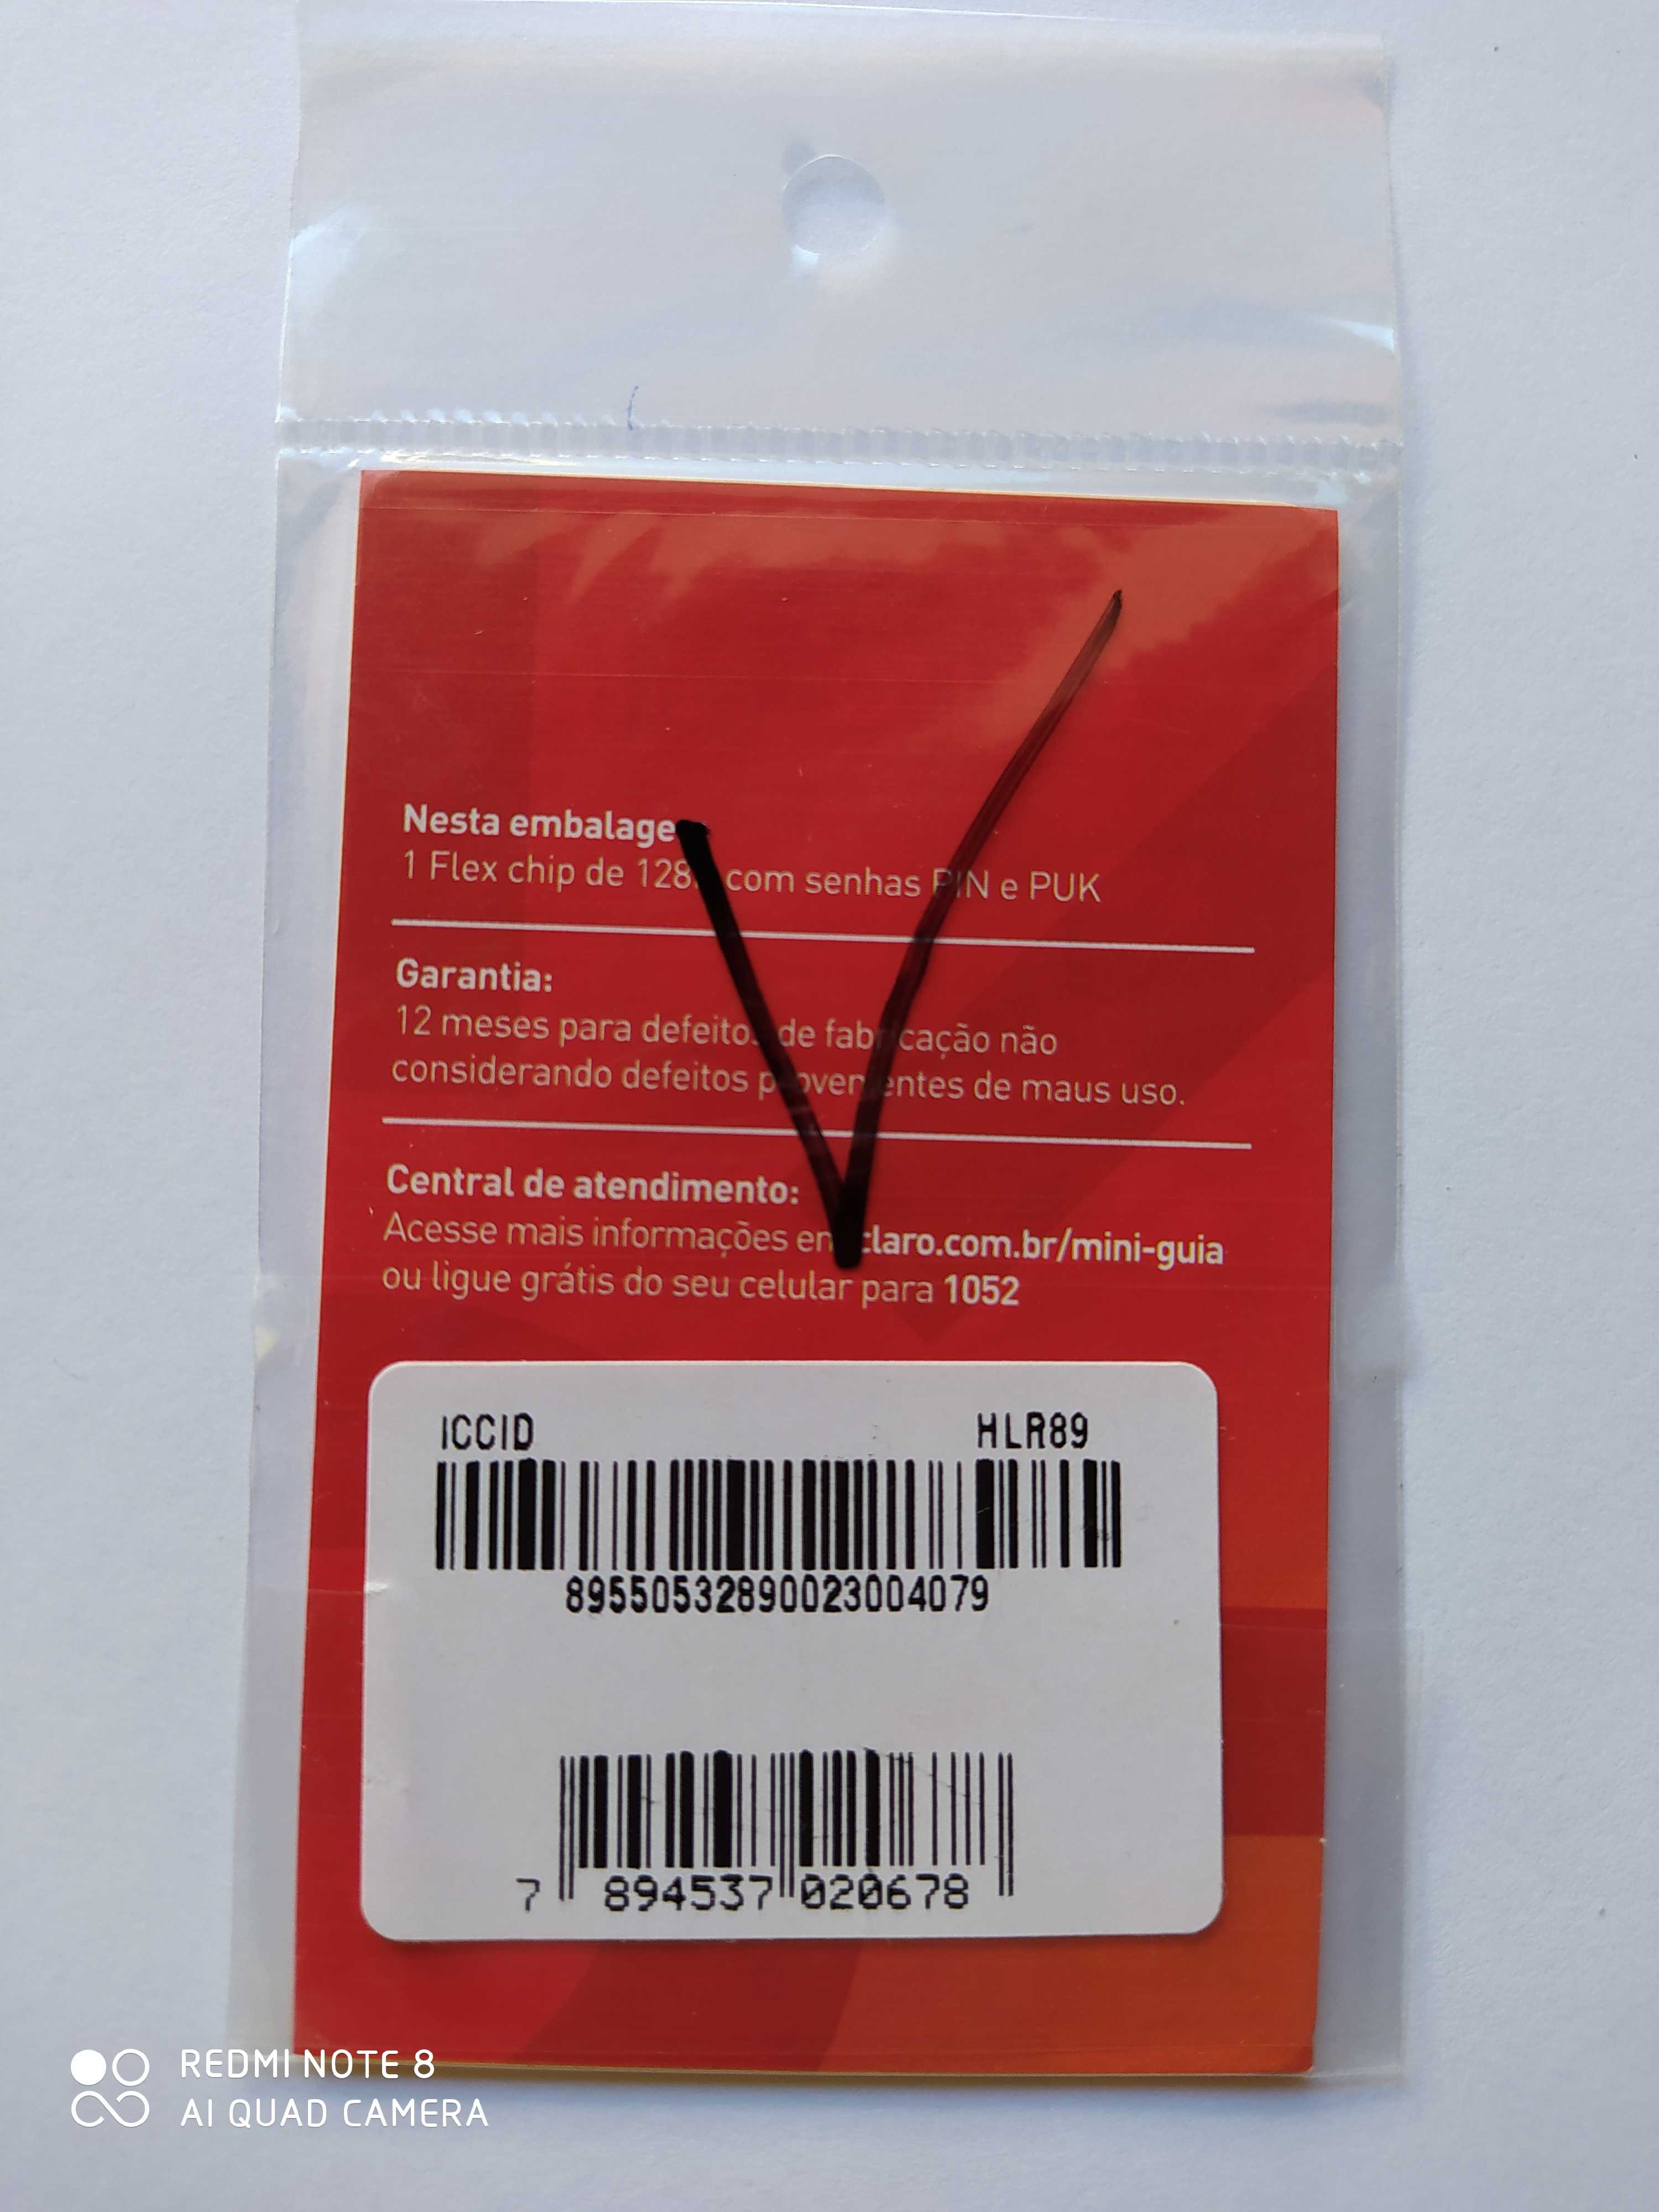 Nesta embalage
1 Flex chip de 128 com senhas PIN e PUK
Garantia:
12 meses para defeitos de fabricação não
considerando defeitos provenientes de maus uso.
Central de atendimento:
Acesse mais informações em claro.com.br/mini-guia
ou ligue grátis do seu celular para 1052
ICCID HLR89
89550532890023004079
7 894537 020678
REDMI NOTE 8
AI QUAD CAMERA